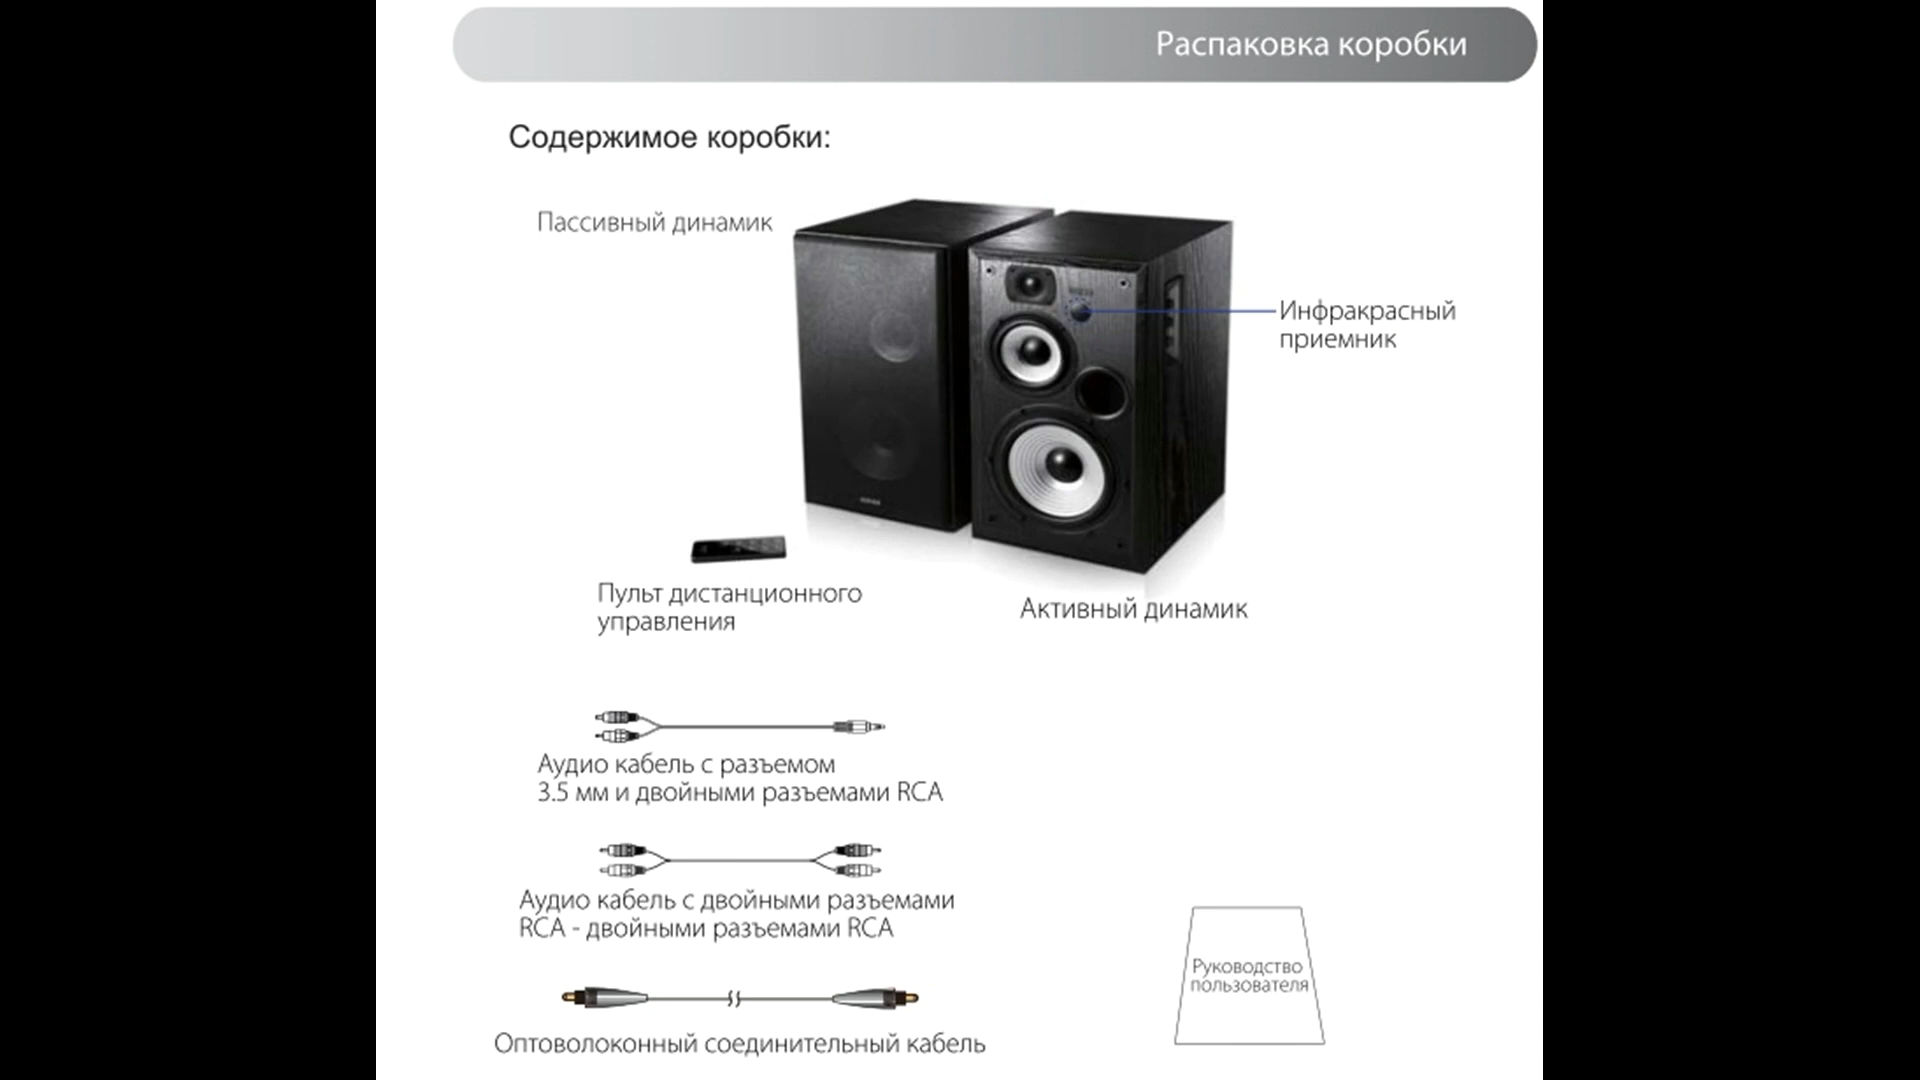 Распаковка коробки
Содержимое коробки:
Пассивный динамик
Инфракрасный
приемник
Пульт дистанционного
управления
Активный динамик
Аудио кабель с разъемом
3.5 мм и двойными разъемами RCA
Аудио кабель с двойными разъемами
RCA - двойными разъемами RCA
Руководство
пользователя
Оптоволоконный соединительный кабель